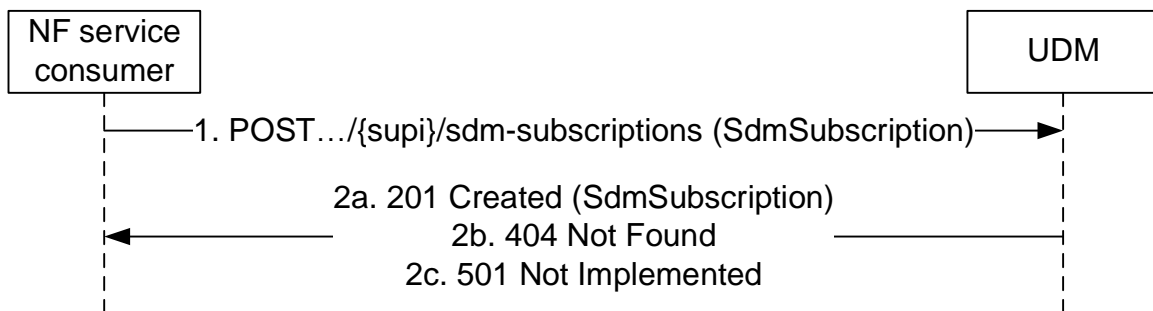 NF service
consumer
UDM
1. POST…/{supi}/sdm-subscriptions (SdmSubscription)
2a. 201 Created (SdmSubscription)
2b. 404 Not Found
2c. 501 Not Implemented